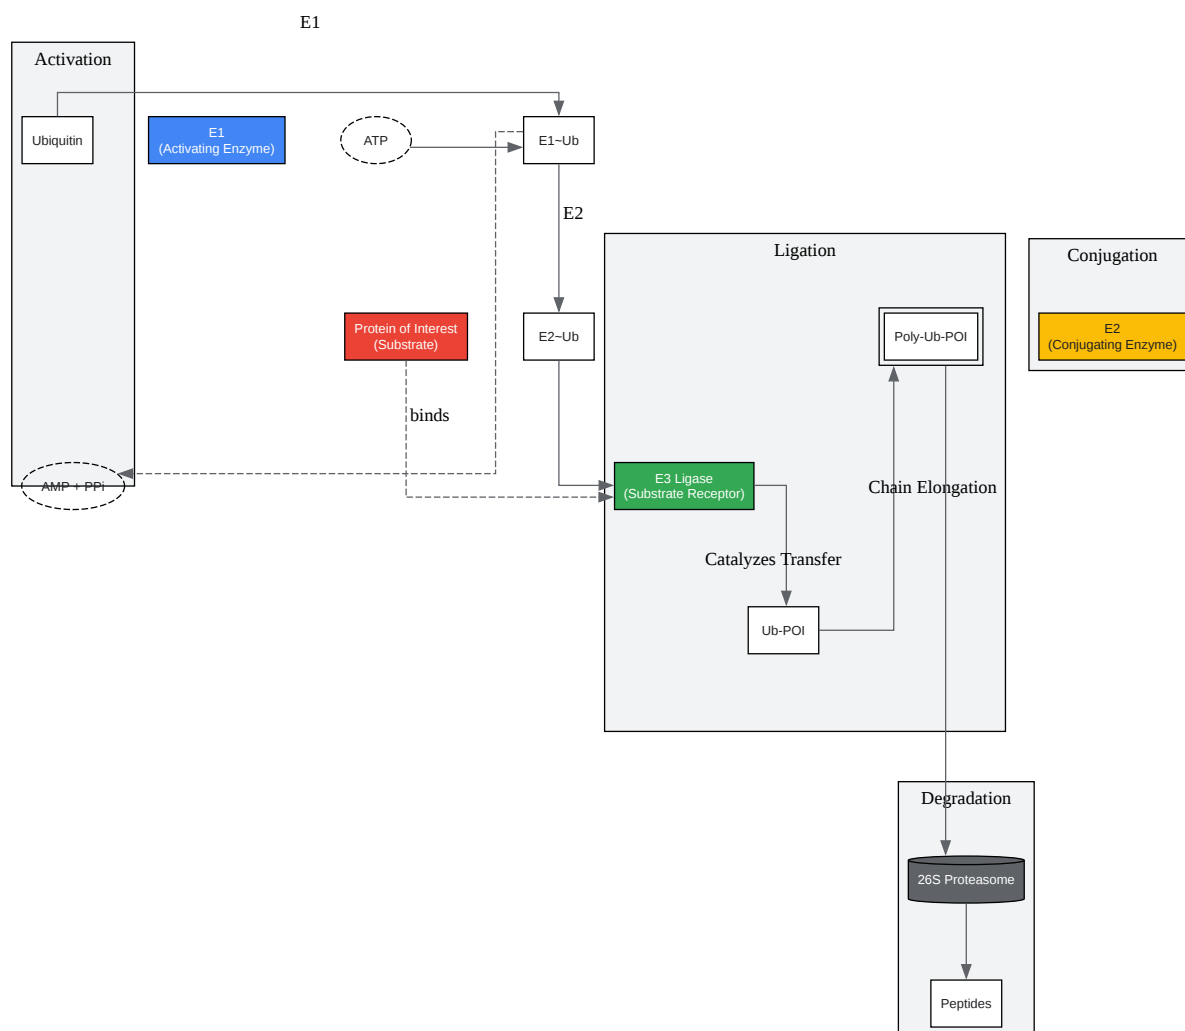 E1
Activation
Ubiquitin
E1
(Activating Enzyme)
ATP
E1~Ub
E2
Ligation
Conjugation
Protein of Interest
(Substrate)
E2~Ub
Poly-Ub-POI
E2
(Conjugating Enzyme)
binds
AMP + PPi
E3 Ligase
(Substrate Receptor)
Chain Elongation
Catalyzes Transfer
Ub-POI
Degradation
26S Proteasome
Peptides